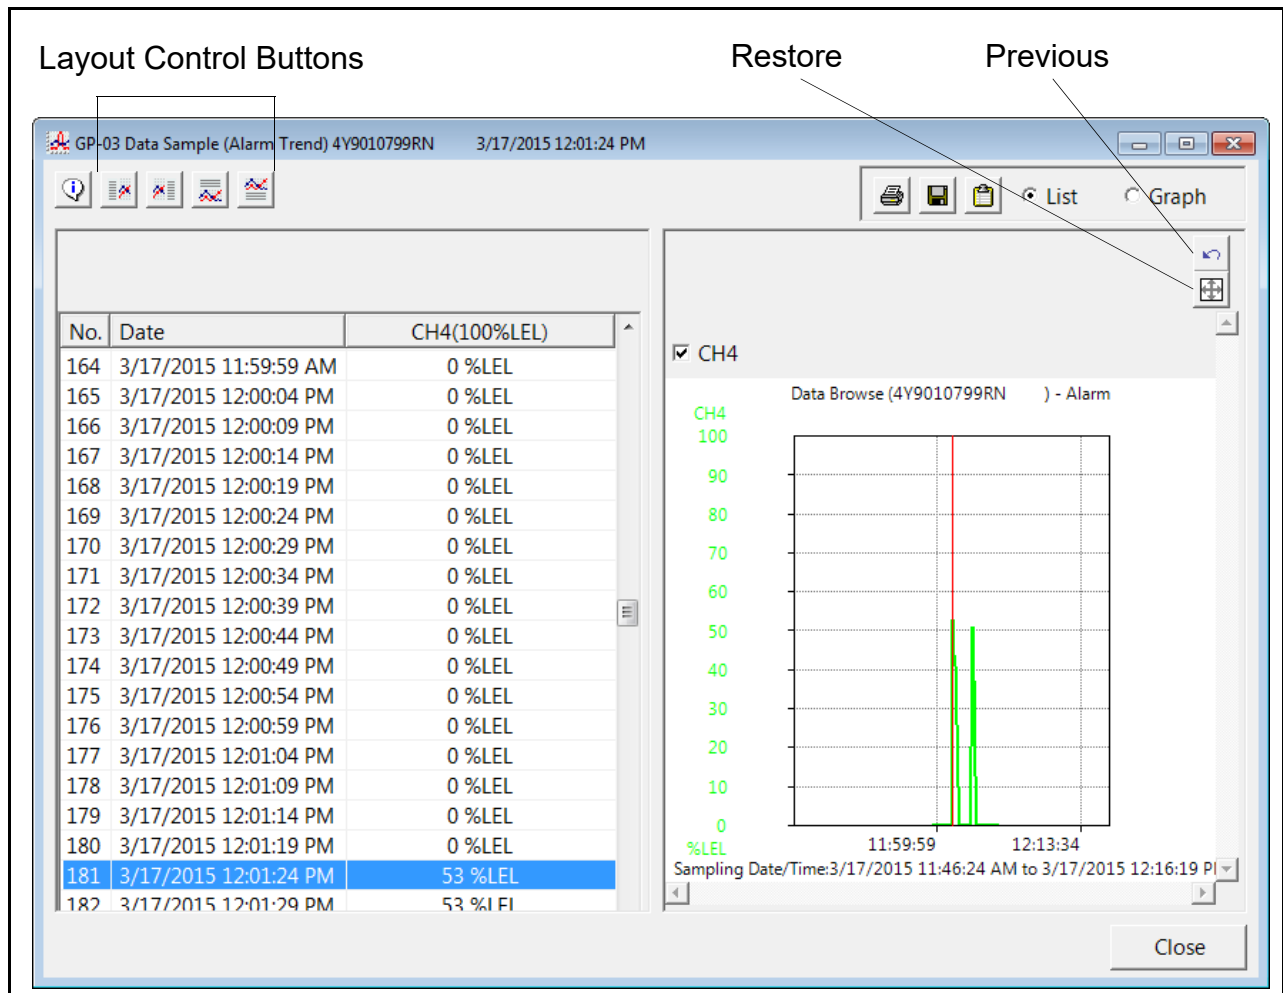 Layout Control Buttons
Restore
Previous
GP-03 Data Sample (Alarm Trend) 4Y9010799RN 3/17/2015 12:01:24 PM
List
Graph
No. Date CH4(100%LEL)
164 3/17/2015 11:59:59 AM 0 %LEL
165 3/17/2015 12:00:04 PM 0 %LEL
166 3/17/2015 12:00:09 PM 0 %LEL
167 3/17/2015 12:00:14 PM 0 %LEL
168 3/17/2015 12:00:19 PM 0 %LEL
169 3/17/2015 12:00:24 PM 0 %LEL
170 3/17/2015 12:00:29 PM 0 %LEL
171 3/17/2015 12:00:34 PM 0 %LEL
172 3/17/2015 12:00:39 PM 0 %LEL
173 3/17/2015 12:00:44 PM 0 %LEL
174 3/17/2015 12:00:49 PM 0 %LEL
175 3/17/2015 12:00:54 PM 0 %LEL
176 3/17/2015 12:00:59 PM 0 %LEL
177 3/17/2015 12:01:04 PM 0 %LEL
178 3/17/2015 12:01:09 PM 0 %LEL
179 3/17/2015 12:01:14 PM 0 %LEL
180 3/17/2015 12:01:19 PM 0 %LEL
181 3/17/2015 12:01:24 PM 53 %LEL
182 3/17/2015 12:01:29 PM 53 %LEL
CH4
Data Browse (4Y9010799RN ) - Alarm
CH4
100
90
80
70
60
50
40
30
20
10
0
%LEL
11:59:59 12:13:34
Sampling Date/Time:3/17/2015 11:46:24 AM to 3/17/2015 12:16:19 P
Close